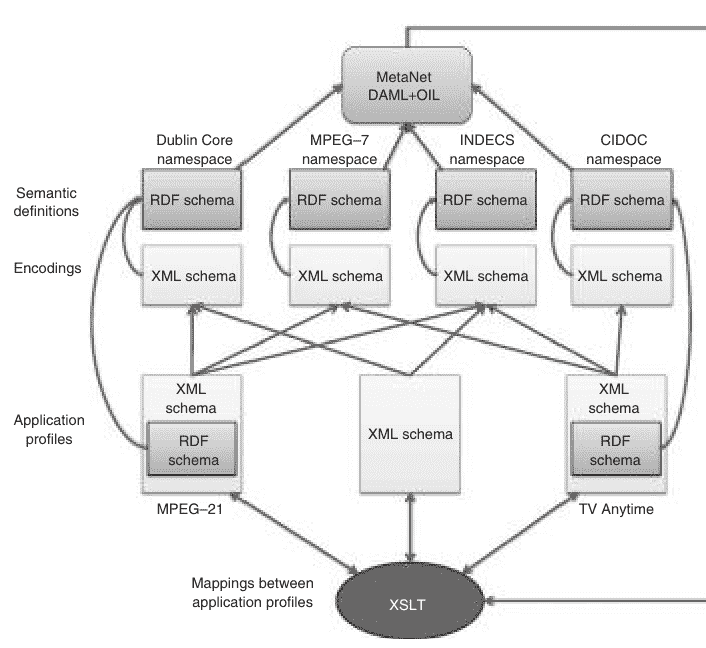 MetaNet
DAML+OIL
Dublin Core
namespace
MPEG–7
namespace
INDECS
namespace
CIDOC
namespace
Semantic
definitions
RDF schema
RDF schema
RDF schema
RDF schema
Encodings
XML schema
XML schema
XML schema
XML schema
Application
profiles
XML
schema
RDF
schema
MPEG–21
XML schema
XML
schema
RDF
schema
TV Anytime
Mappings between
application profiles
XSLT